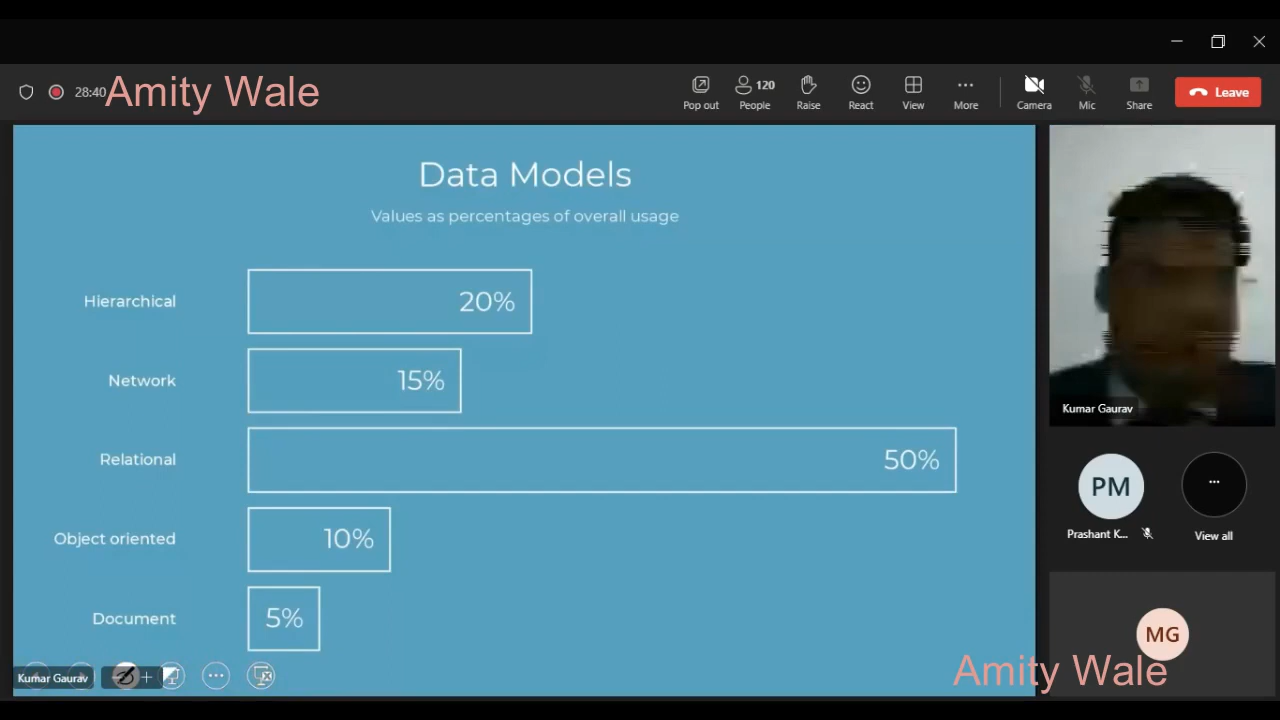 28:40
Amity Wale
120
Pop out People Raise React View More Camera Mic Share Leave
Data Models
Values as percentages of overall usage
Hierarchical 20%
Network 15%
Relational 50%
Object oriented 10%
Document 5%
Kumar Gaurav
Kumar Gaurav
PM
Prashant K...
...
View all
MG
Amity Wale